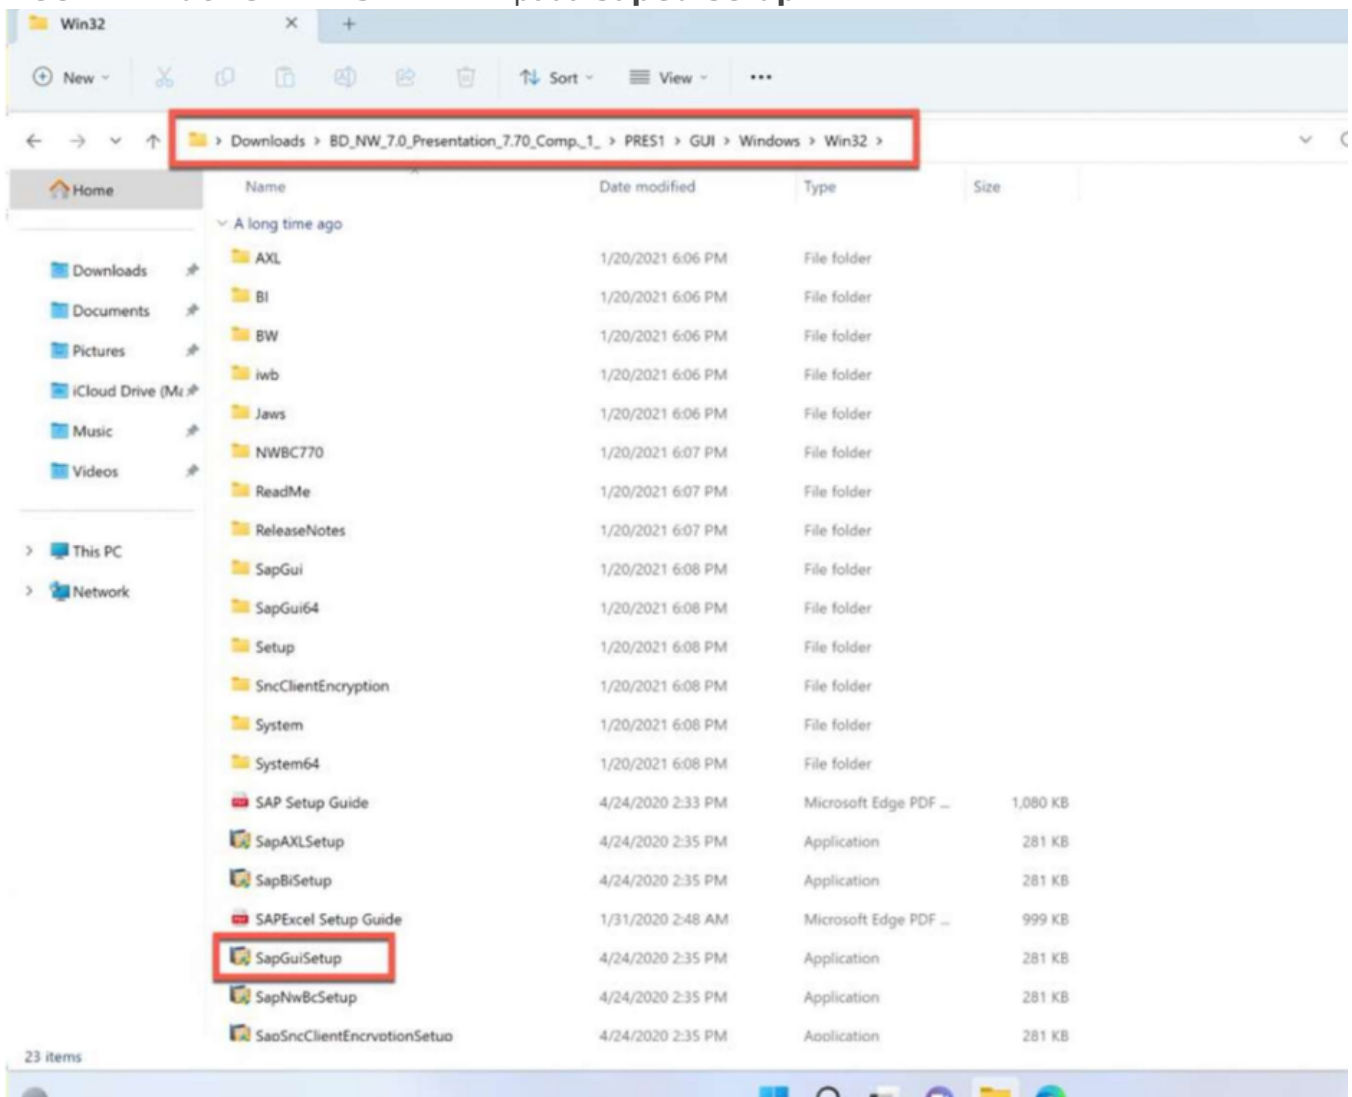 Win32
New
Sort
View
Downloads > BD_NW_7.0_Presentation_7.70_Comp._1_ > PRES1 > GUI > Windows > Win32 >
Home
Downloads
Documents
Pictures
iCloud Drive (Ma
Music
Videos
This PC
Network
Name Date modified Type Size
A long time ago
AXL 1/20/2021 6:06 PM File folder
BI 1/20/2021 6:06 PM File folder
BW 1/20/2021 6:06 PM File folder
iwb 1/20/2021 6:06 PM File folder
Jaws 1/20/2021 6:06 PM File folder
NWBC770 1/20/2021 6:07 PM File folder
ReadMe 1/20/2021 6:07 PM File folder
ReleaseNotes 1/20/2021 6:07 PM File folder
SapGui 1/20/2021 6:08 PM File folder
SapGui64 1/20/2021 6:08 PM File folder
Setup 1/20/2021 6:08 PM File folder
SncClientEncryption 1/20/2021 6:08 PM File folder
System 1/20/2021 6:08 PM File folder
System64 1/20/2021 6:08 PM File folder
SAP Setup Guide 4/24/2020 2:33 PM Microsoft Edge PDF ... 1,080 KB
SapAXLSetup 4/24/2020 2:35 PM Application 281 KB
SapBiSetup 4/24/2020 2:35 PM Application 281 KB
SAPExcel Setup Guide 1/31/2020 2:48 AM Microsoft Edge PDF ... 999 KB
SapGuiSetup 4/24/2020 2:35 PM Application 281 KB
SapNwBcSetup 4/24/2020 2:35 PM Application 281 KB
SapSncClientEncryptionSetup 4/24/2020 2:35 PM Application 281 KB
23 items